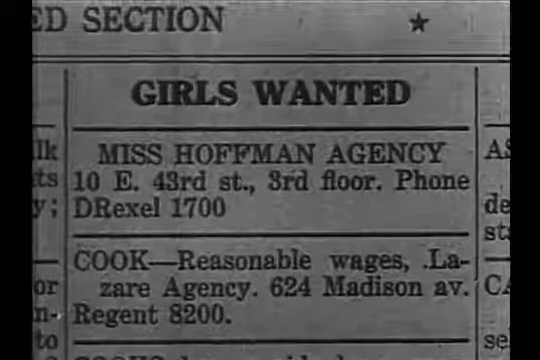 ED SECTION
GIRLS WANTED
MISS HOFFMAN AGENCY
10 E. 43rd st., 3rd floor. Phone
DRexel 1700
COOK—Reasonable wages, La-
zare Agency. 624 Madison av.
Regent 8200.